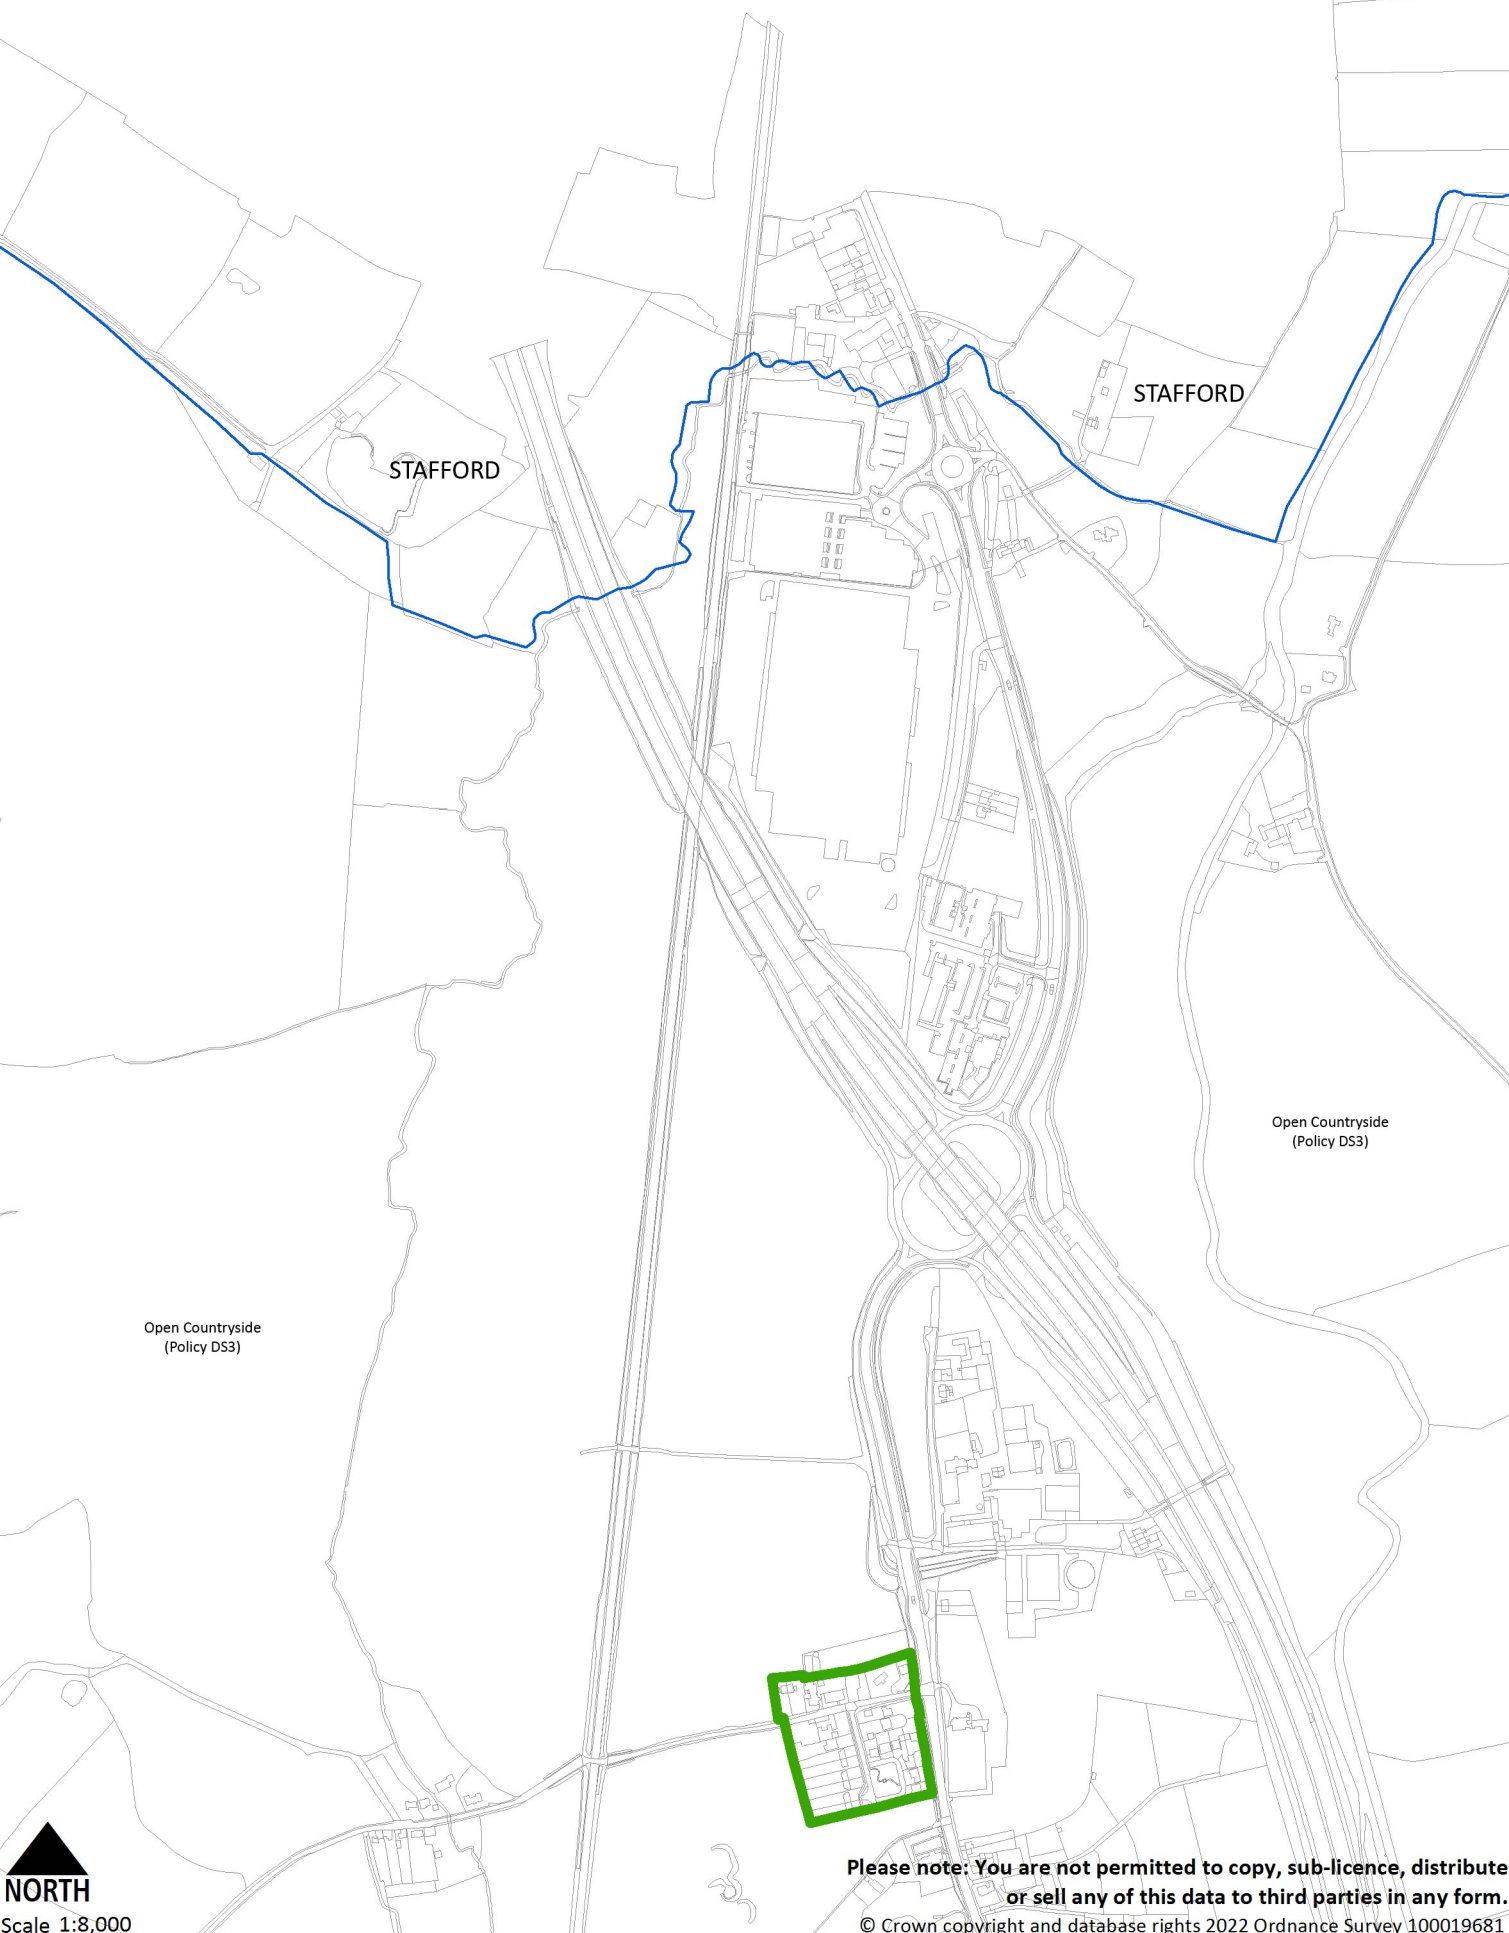 STAFFORD
STAFFORD
Open Countryside
(Policy DS3)
Open Countryside
(Policy DS3)
NORTH
Scale 1:8,000
Please note: You are not permitted to copy, sub-licence, distribute
or sell any of this data to third parties in any form.
© Crown copyright and database rights 2022 Ordnance Survey 100019681